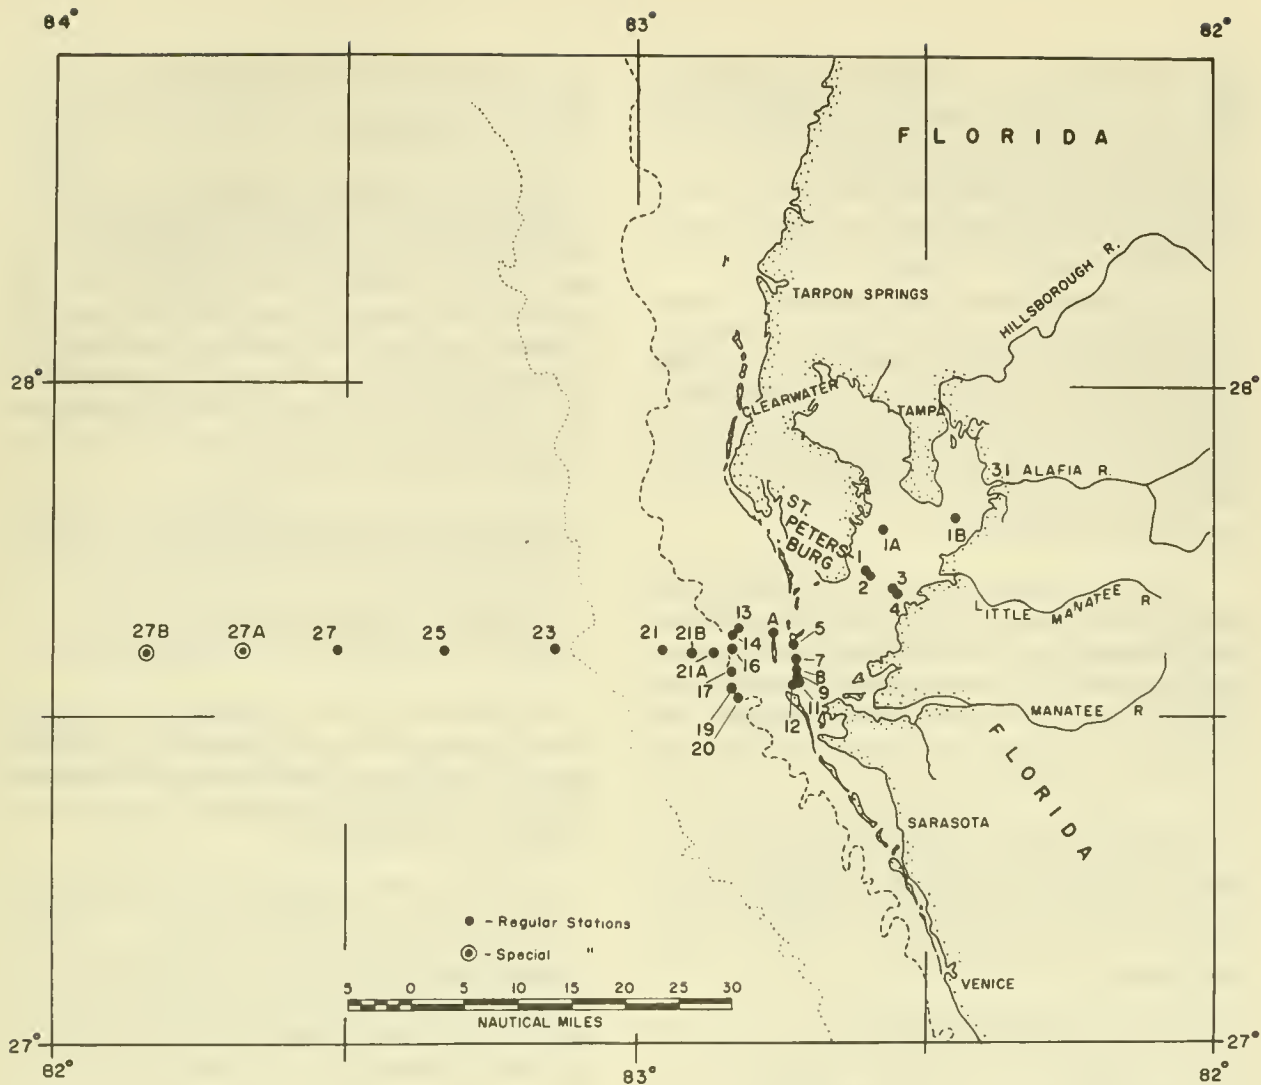 84°
83°
82°
FLORIDA
HILLSBOROUGH R.
TARPON SPRINGS
28°
28°
CLEARWATER
TAMPA
31 ALAFIA R.
ST.
PETERS-
BURG
1A
1B
1
2
3
4
LITTLE MANATEE R
13
A
5
27B
27A
27
25
23
21
21B
14
16
7
21A
8
17
9
11
12
19
20
MANATEE R
FLORIDA
SARASOTA
● - Regular Stations
◉ - Special "
5 0 5 10 15 20 25 30
NAUTICAL MILES
VENICE
27°
27°
82°
83°
82°